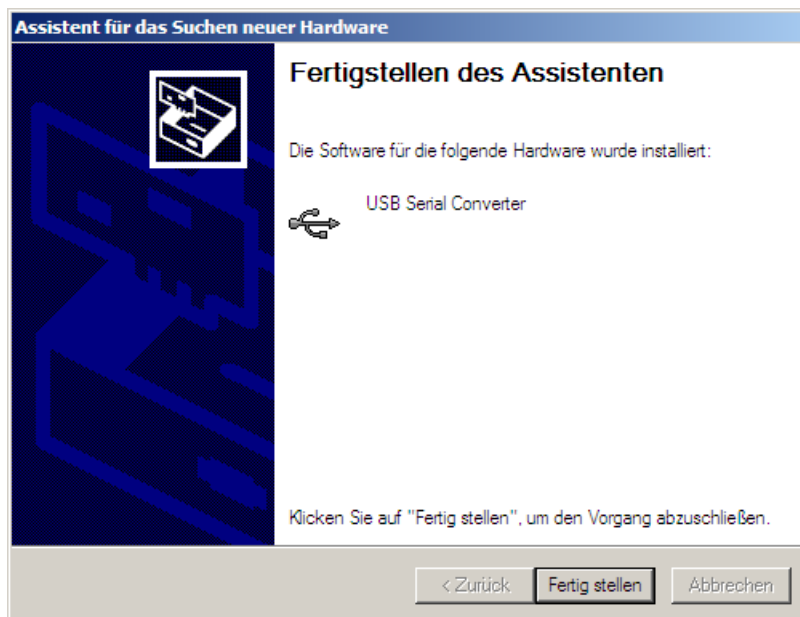 Assistent für das Suchen neuer Hardware
Fertigstellen des Assistenten
Die Software für die folgende Hardware wurde installiert:
USB Serial Converter
Klicken Sie auf "Fertig stellen", um den Vorgang abzuschließen.
< Zurück Fertig stellen Abbrechen